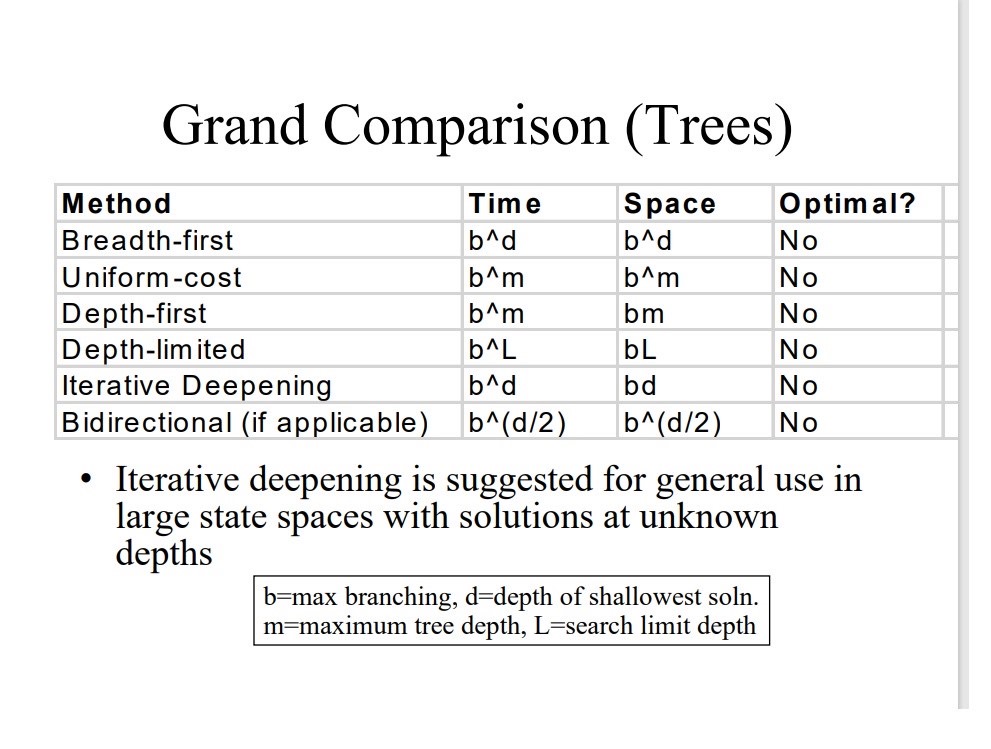 Grand Comparison (Trees)
Method Time Space Optimal?
Breadth-first b^d b^d No
Uniform-cost b^m b^m No
Depth-first b^m bm No
Depth-limited b^L bL No
Iterative Deepening b^d bd No
Bidirectional (if applicable) b^(d/2) b^(d/2) No
• Iterative deepening is suggested for general use in
large state spaces with solutions at unknown
depths
b=max branching, d=depth of shallowest soln.
m=maximum tree depth, L=search limit depth